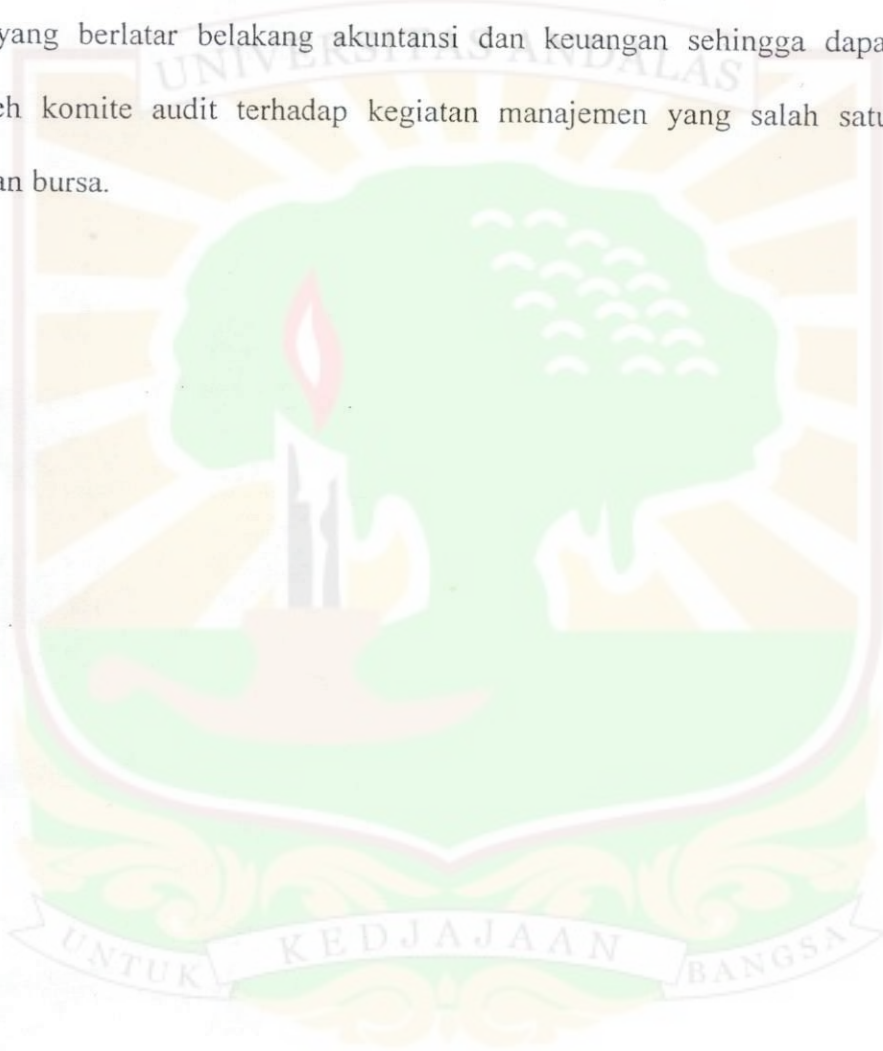 yang berlatar belakang akuntansi dan keuangan sehingga dapa
UNIVERSITAS ANDALAS
eh komite audit terhadap kegiatan manajemen yang salah satu
an bursa.
UNTUK KEDJAJAAN BANGSA